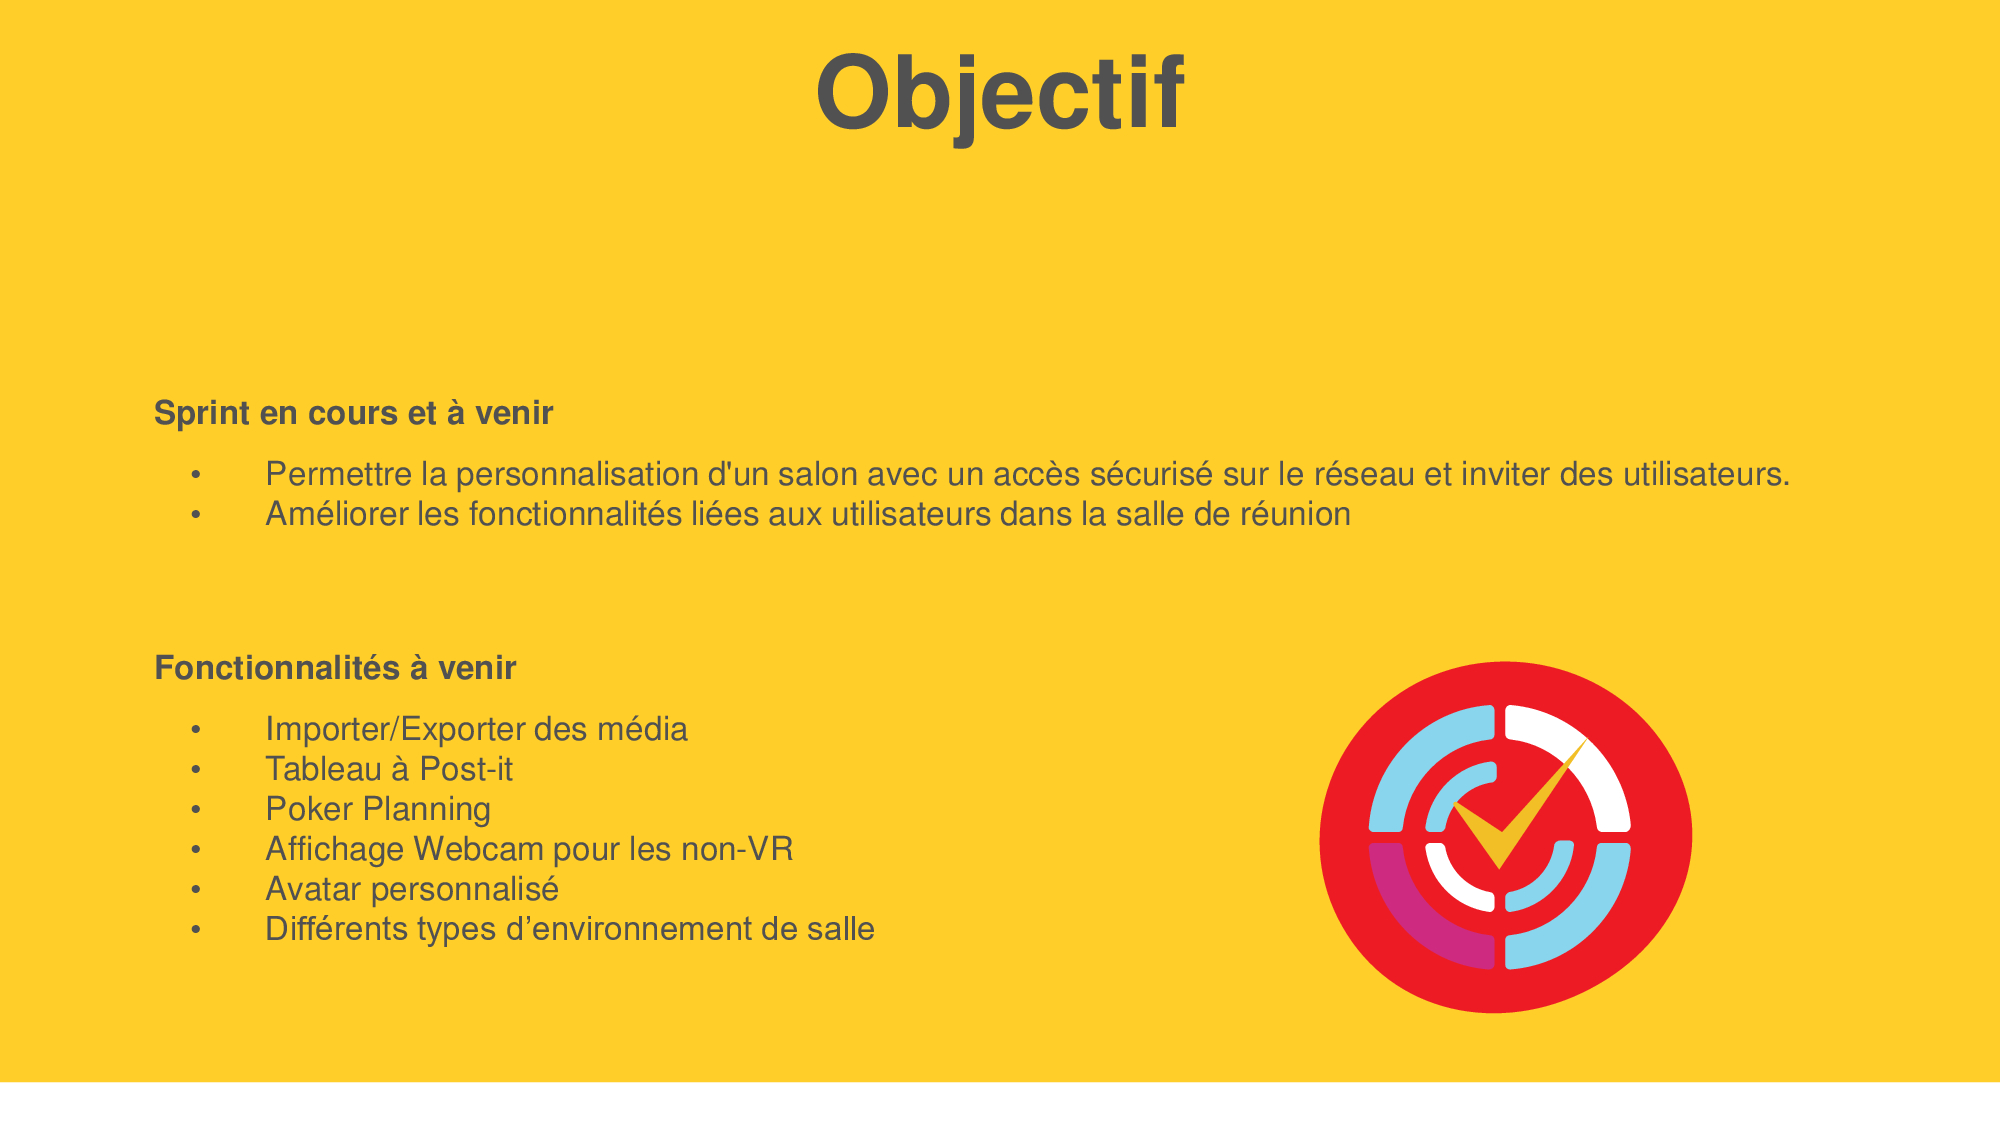 Objectif
Sprint en cours et à venir
• Permettre la personnalisation d'un salon avec un accès sécurisé sur le réseau et inviter des utilisateurs.
• Améliorer les fonctionnalités liées aux utilisateurs dans la salle de réunion
Fonctionnalités à venir
• Importer/Exporter des média
• Tableau à Post-it
• Poker Planning
• Affichage Webcam pour les non-VR
• Avatar personnalisé
• Différents types d’environnement de salle